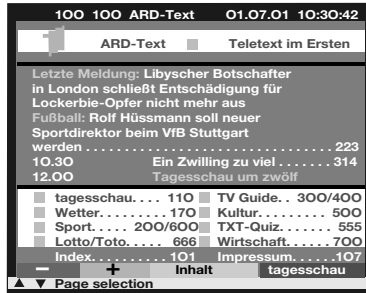 100 100 ARD-Text 01.07.01 10:30:42
ARD-Text Teletext im Ersten
Letzte Meldung: Libyscher Botschafter
in London schließt Entschädigung für
Lockerbie-Opfer nicht mehr aus
Fußball: Rolf Hüssmann soll neuer
Sportdirektor beim VfB Stuttgart
werden . . . . . . . . . . . . . . . . . . . . . . . . . . . 223
10.30 Ein Zwilling zu viel . . . . . . . 314
12.00 Tagesschau um zwölf
tagesschau. . . . 110 TV Guide. . 300/400
Wetter. . . . . . . . 170 Kultur. . . . . . . . . 500
Sport. . . . . 200/600 TXT-Quiz. . . . . . 555
Lotto/Toto. . . . 666 Wirtschaft. . . . . 700
Index. . . . . . . . . 101 Impressum. . . . .107
− + Inhalt tagesschau
▲ ▼ Page selection